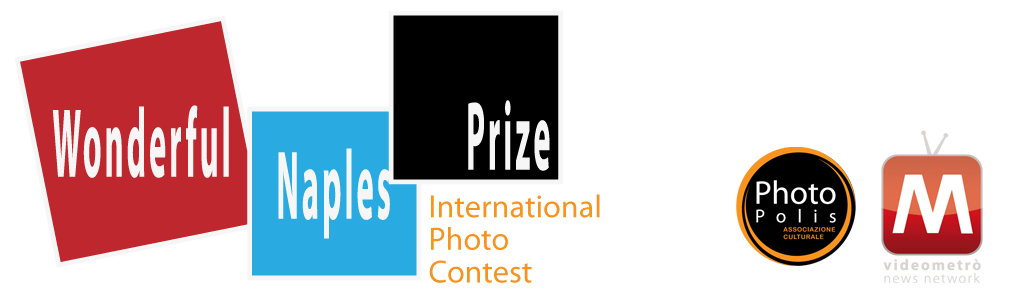 Wonderful
Naples
Prize
International
Photo
Contest
Photo
Polis
ASSOCIAZIONE
CULTURALE
M
videometrò
news network